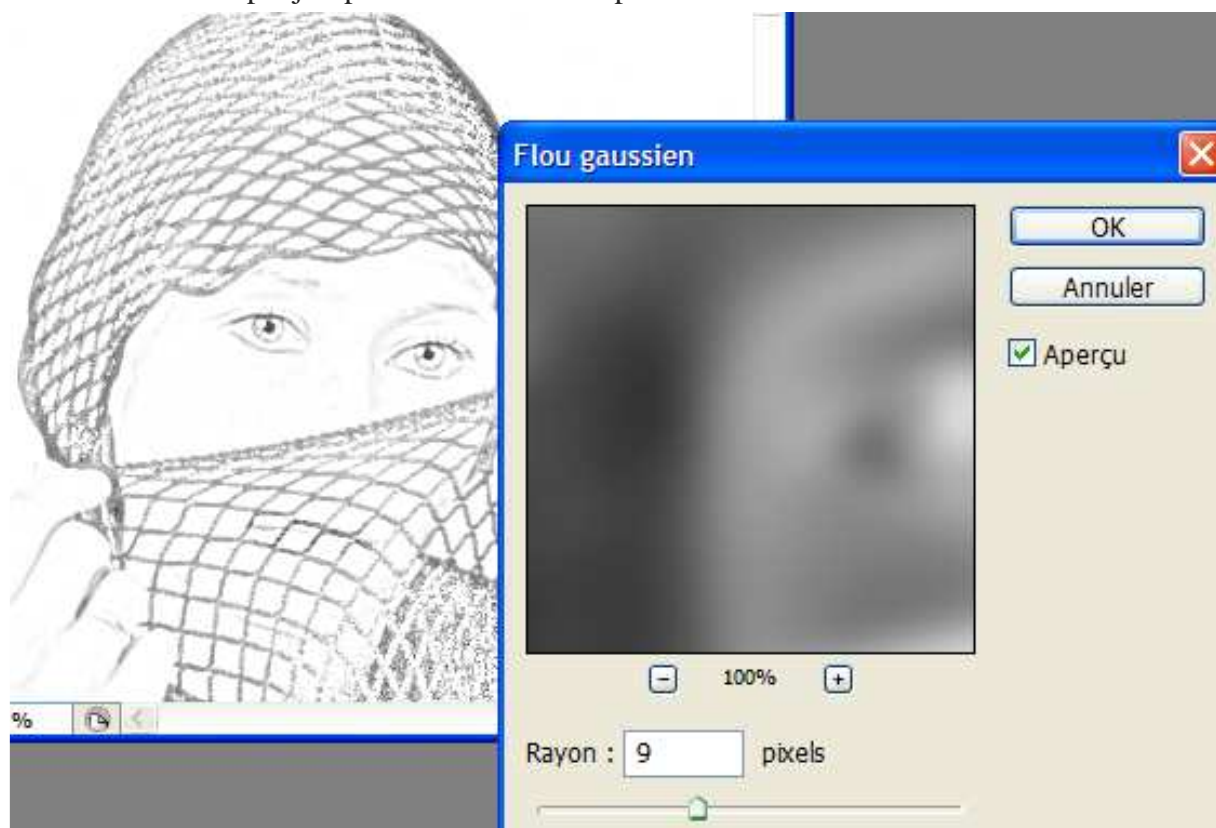 Flou gaussien
OK
Annuler
Aperçu
100%
%
Rayon : 9 pixels